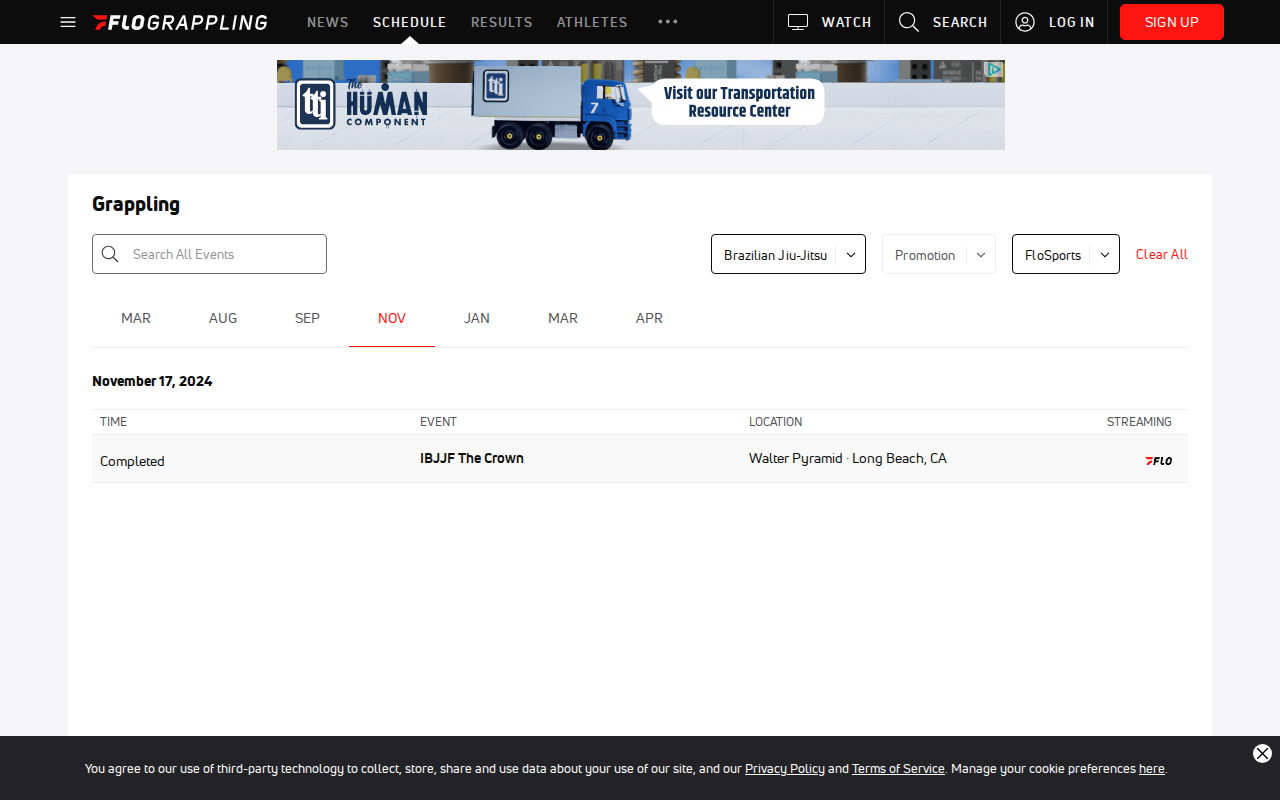 FLOGRAPPLING NEWS SCHEDULE RESULTS ATHLETES ••• WATCH SEARCH LOG IN SIGN UP
The HUMAN COMPONENT
tti
tti
7
Visit our Transportation
Resource Center
Grappling
Search All Events
Brazilian Jiu-Jitsu
Promotion
FloSports
Clear All
MAR AUG SEP NOV JAN MAR APR
November 17, 2024
TIME EVENT LOCATION STREAMING
Completed IBJJF The Crown Walter Pyramid · Long Beach, CA FLO
You agree to our use of third-party technology to collect, store, share and use data about your use of our site, and our Privacy Policy and Terms of Service. Manage your cookie preferences here.